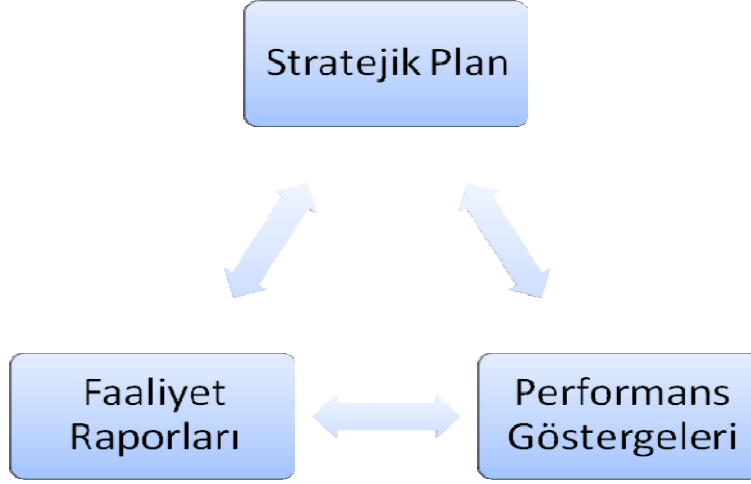 Stratejik Plan
Faaliyet
Raporları
Performans
Göstergeleri